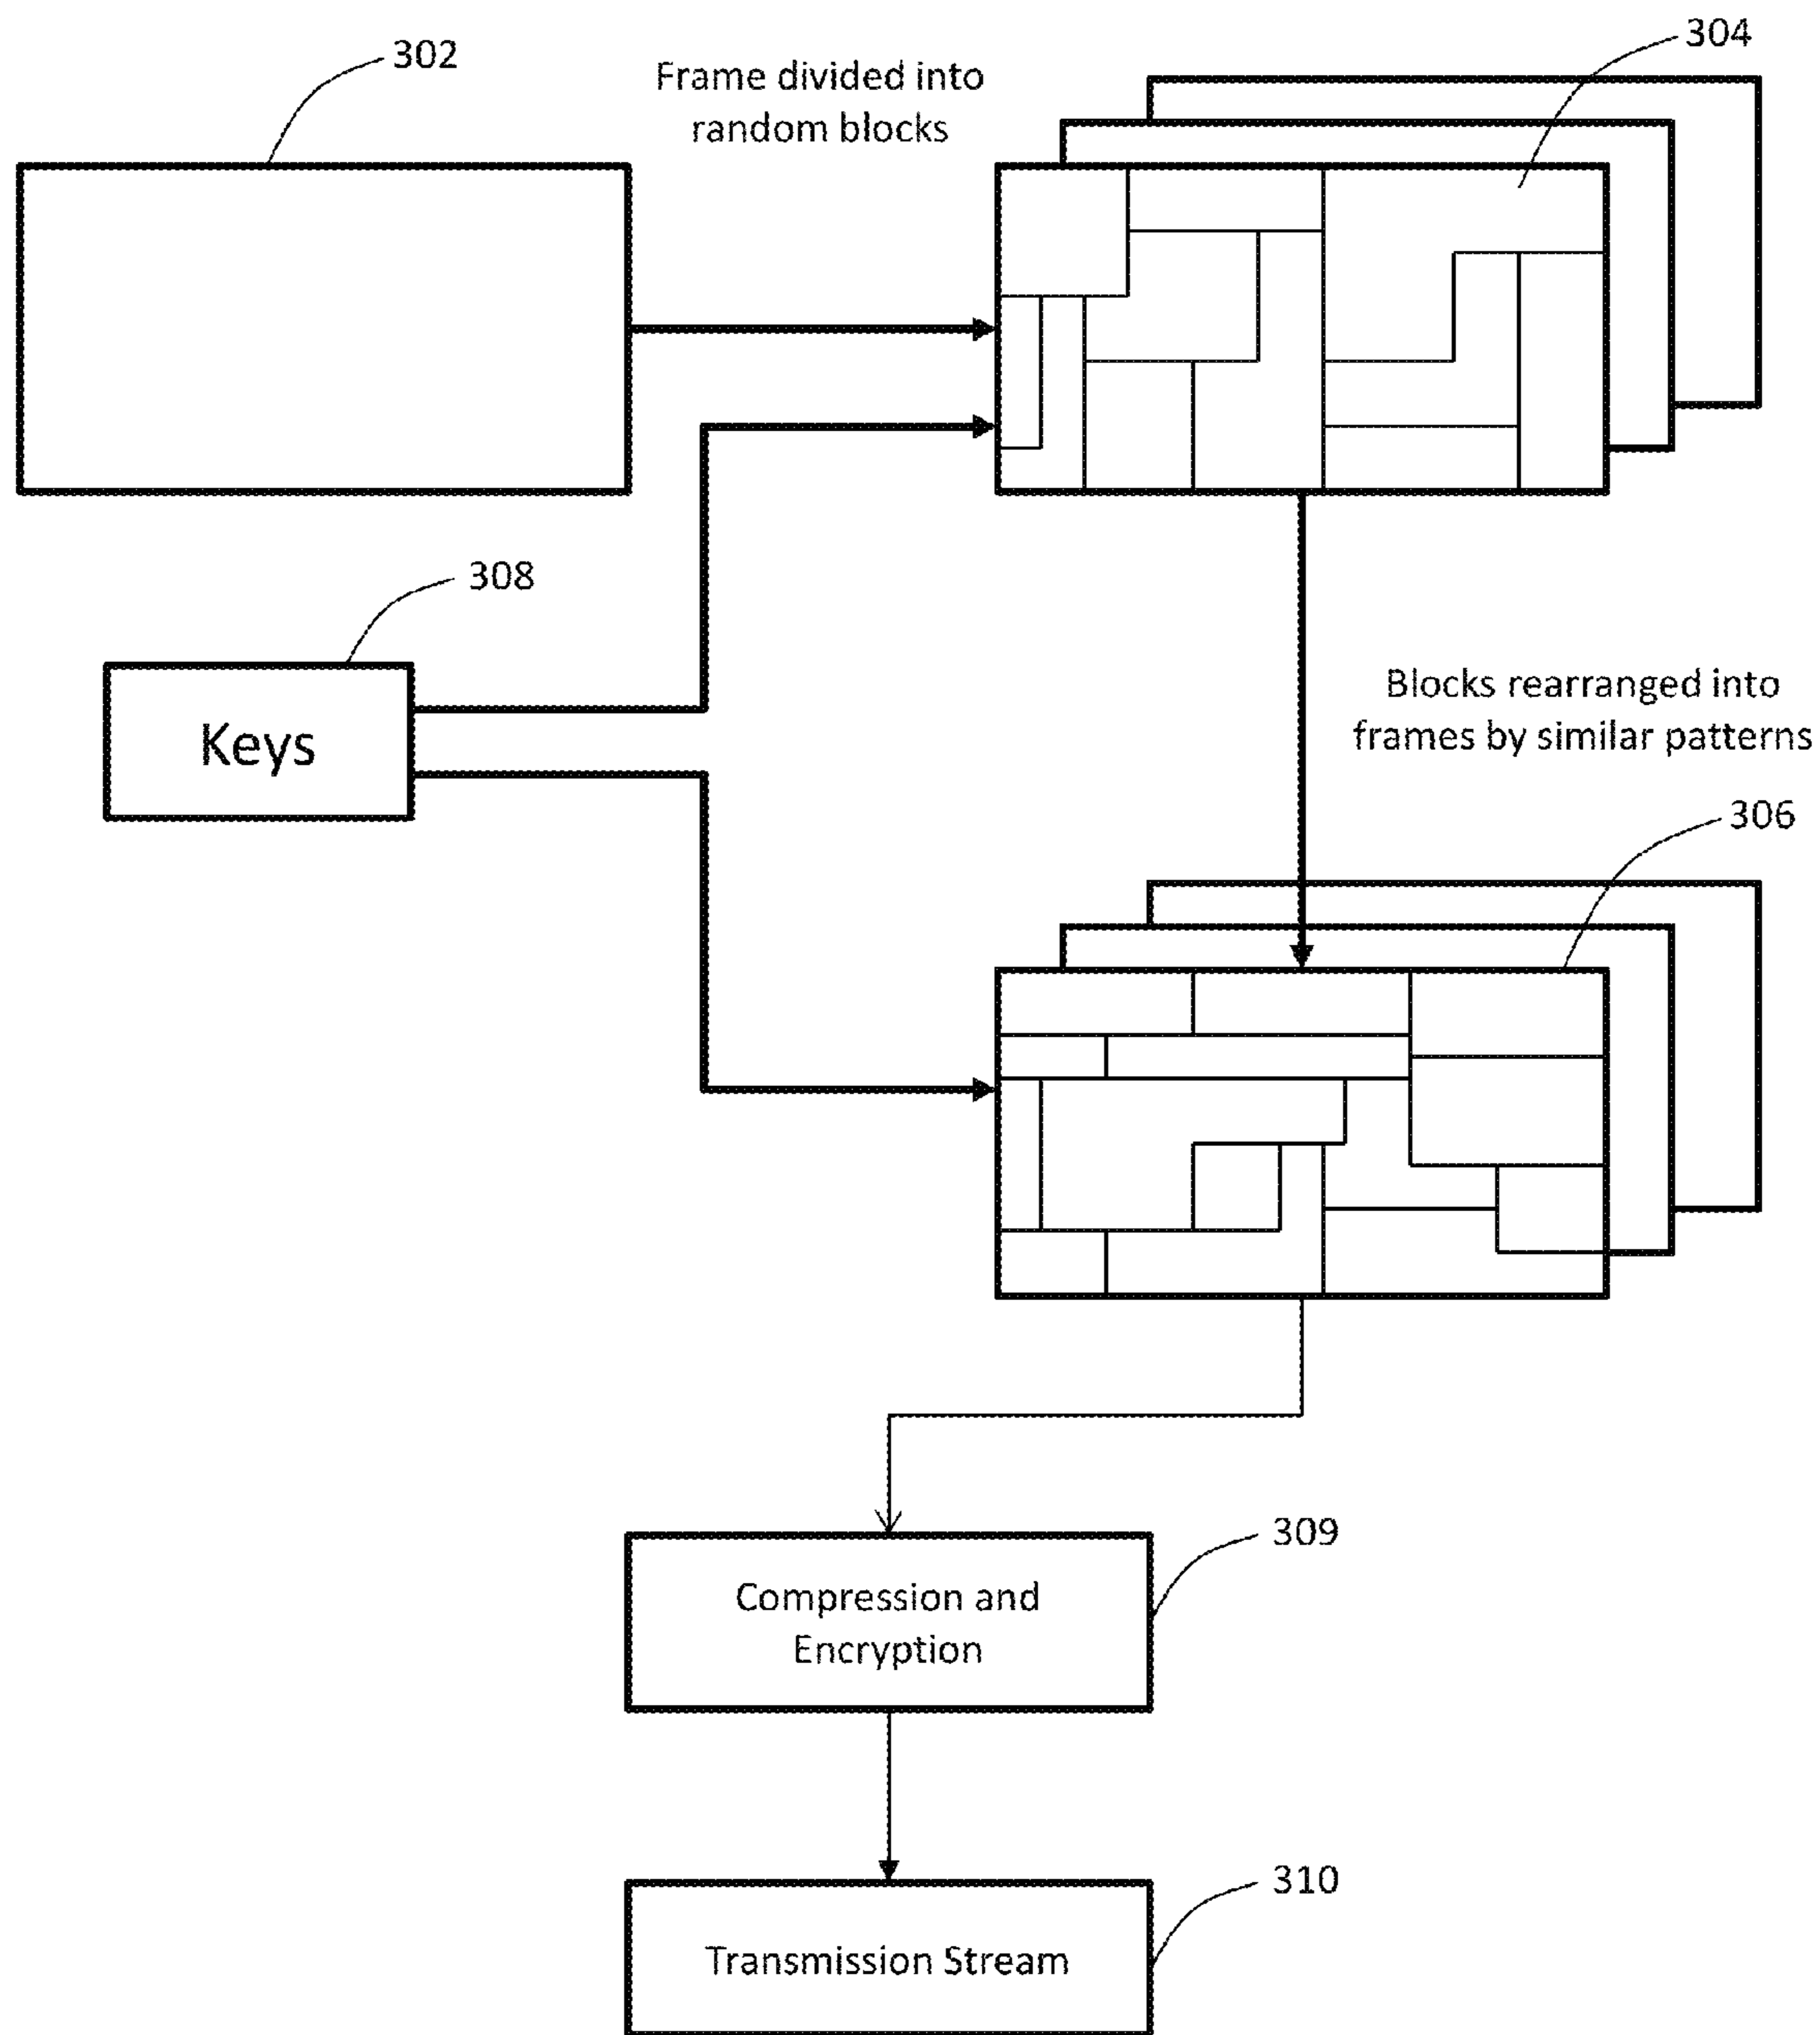 302
Frame divided into
random blocks
304
308
Keys
Blocks rearranged into
frames by similar patterns
306
309
Compression and
Encryption
310
Transmission Stream